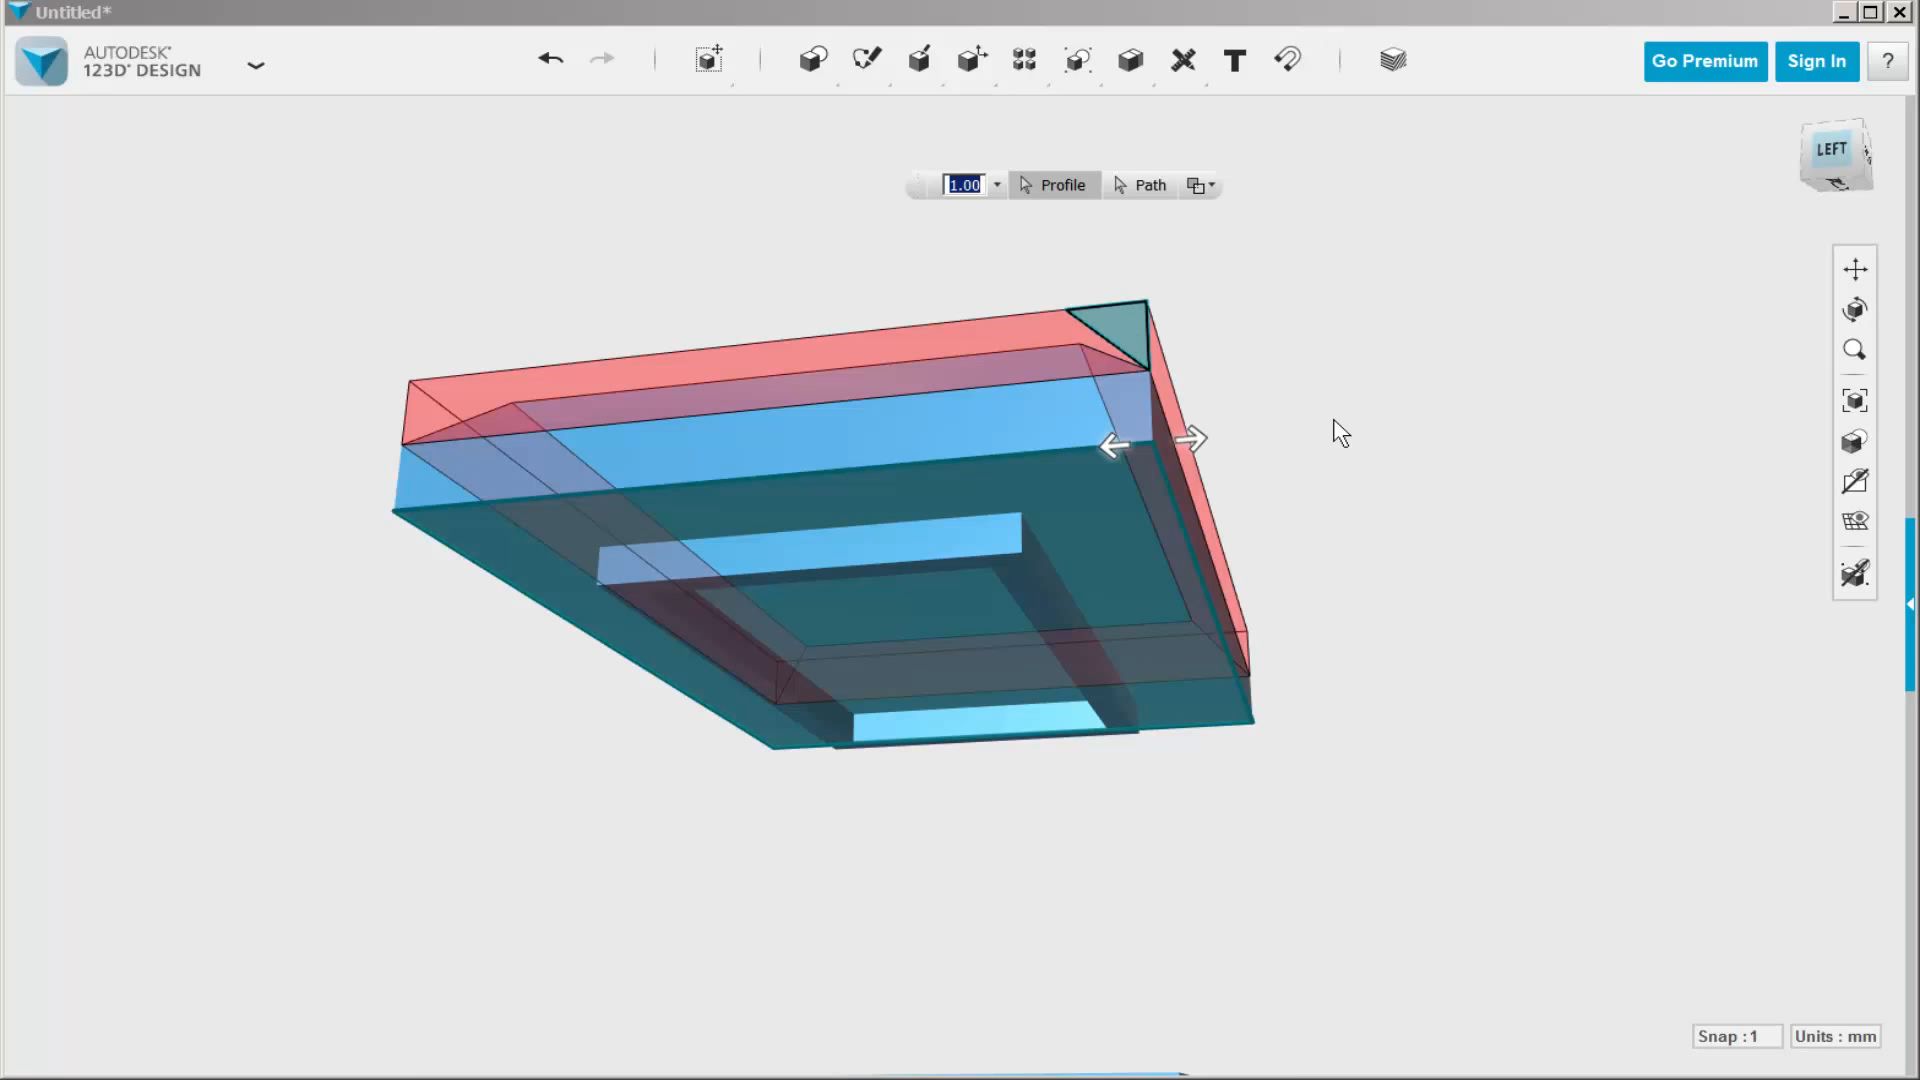 Untitled*
AUTODESK®
123D® DESIGN
Go Premium
Sign In
?
LEFT
1.00
Profile
Path
Snap : 1
Units : mm